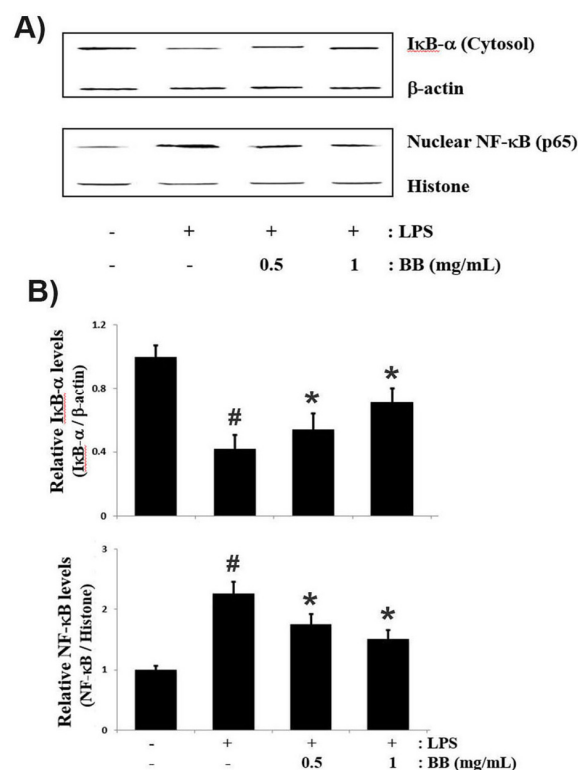 A)
IκB-α (Cytosol)
β-actin
Nuclear NF-κB (p65)
Histone
- + + + : LPS
- - 0.5 1 : BB (mg/mL)
B)
Relative IκB-α levels
(IκB-α / β-actin)
1.2
0.8
0.4
0
# * *
Relative NF-κB levels
(NF-κB / Histone)
3
2
1
0
# * *
- + + + : LPS
- - 0.5 1 : BB (mg/mL)